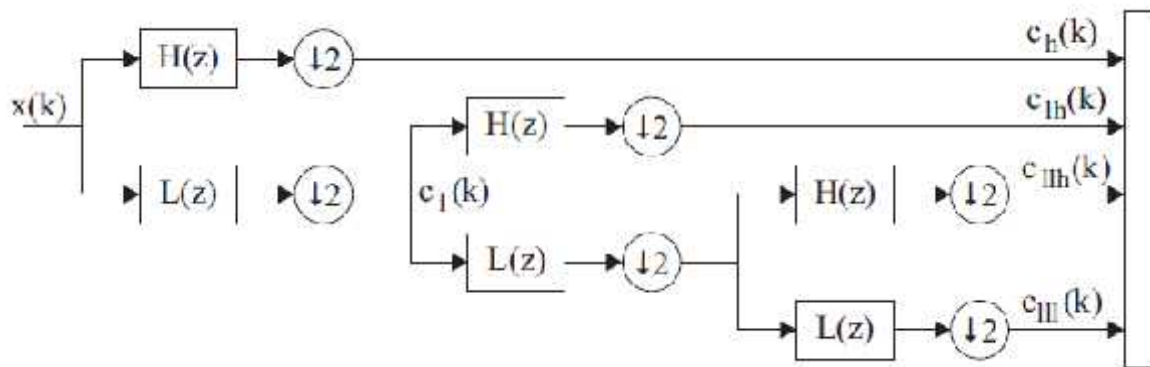 x(k)
H(z)
↓2
c_h(k)
L(z)
↓2
c_l(k)
H(z)
↓2
c_lh(k)
L(z)
↓2
H(z)
↓2
c_llh(k)
L(z)
↓2
c_lll(k)